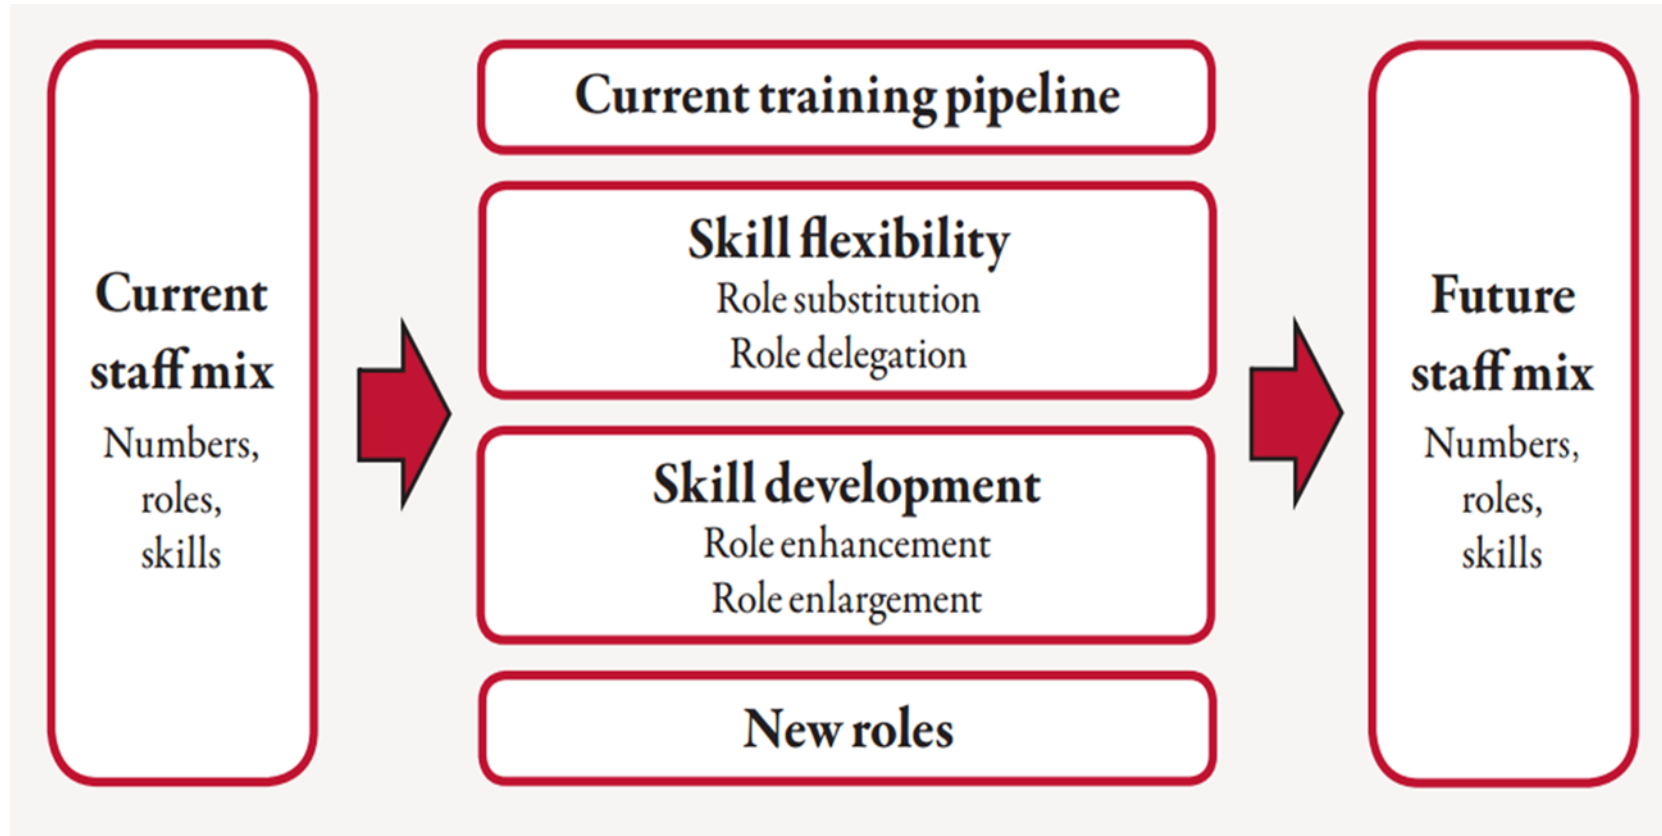 Current
staff mix
Numbers,
roles,
skills
Current training pipeline
Skill flexibility
Role substitution
Role delegation
Skill development
Role enhancement
Role enlargement
New roles
Future
staff mix
Numbers,
roles,
skills